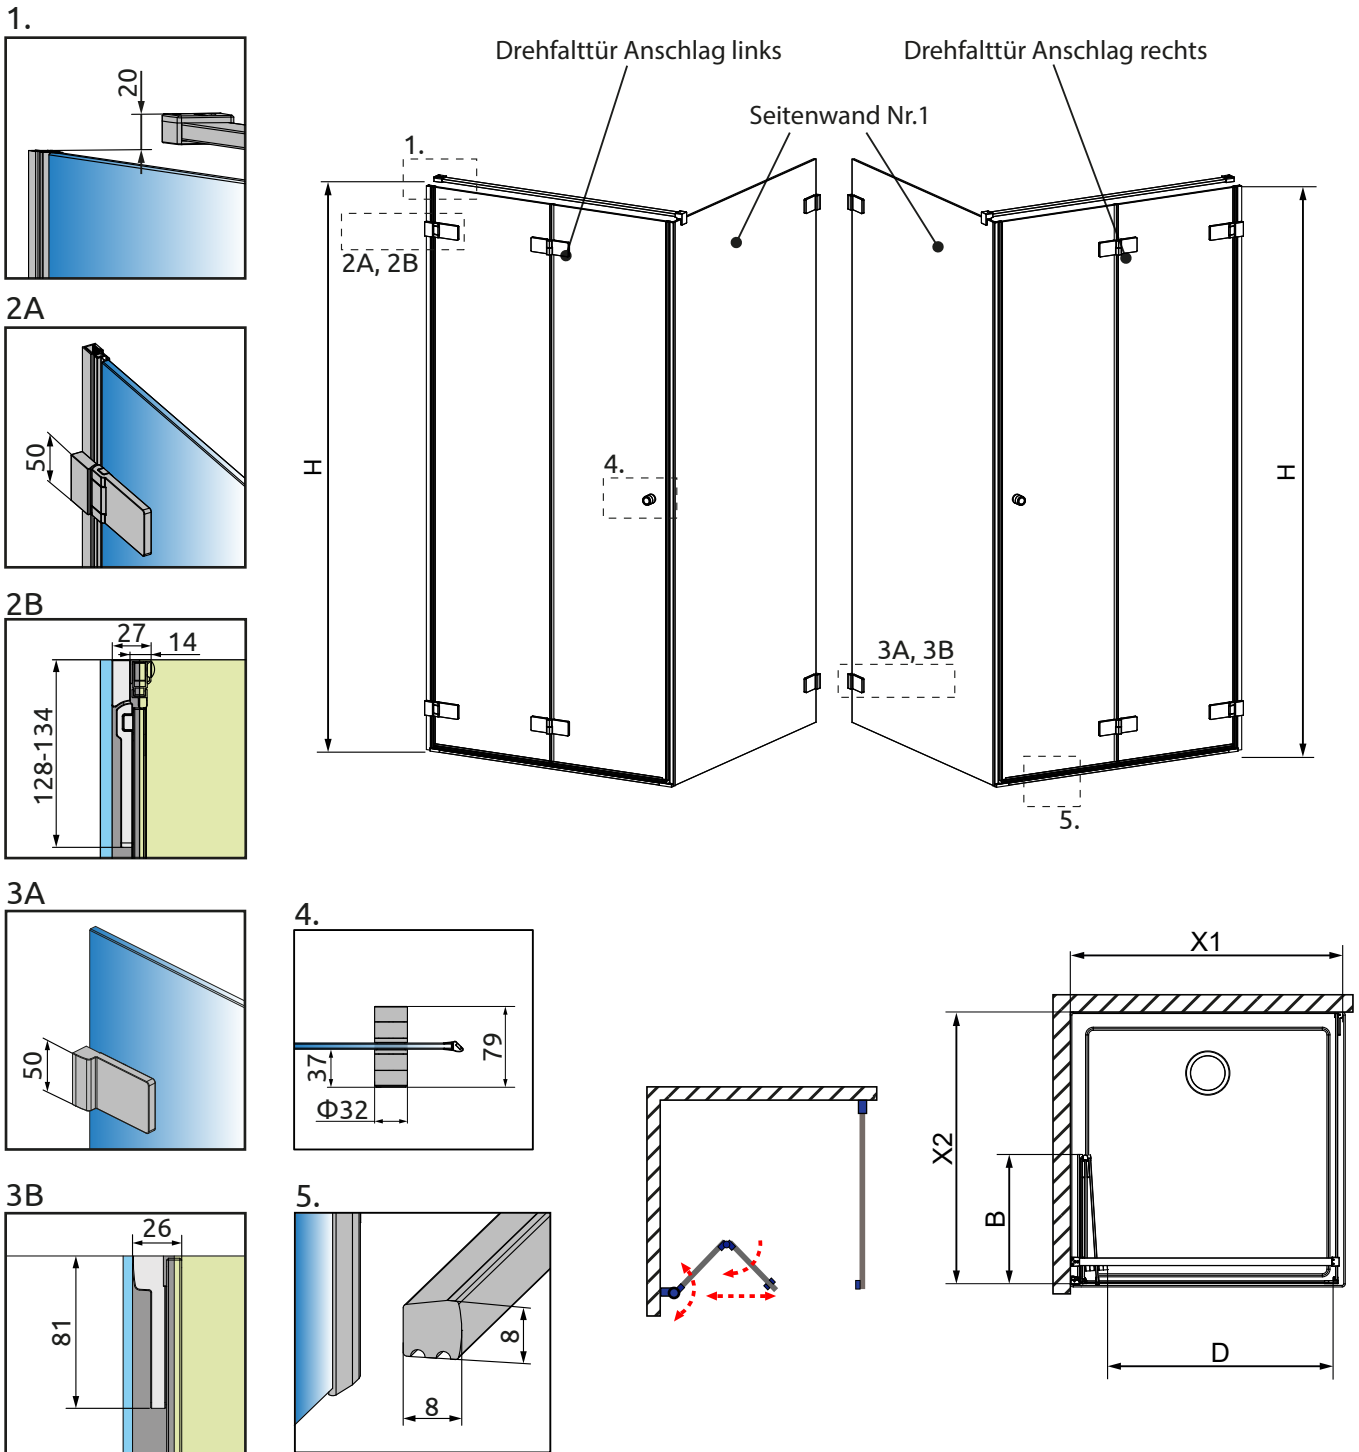 1.
20
2A
50
2B
27
14
128-134
3A
50
3B
26
81
Drehfalttür Anschlag links
Drehfalttür Anschlag rechts
Seitenwand Nr.1
1.
2A, 2B
H
4.
H
3A, 3B
5.
4.
37
79
Φ32
5.
8
8
X1
X2
B
D